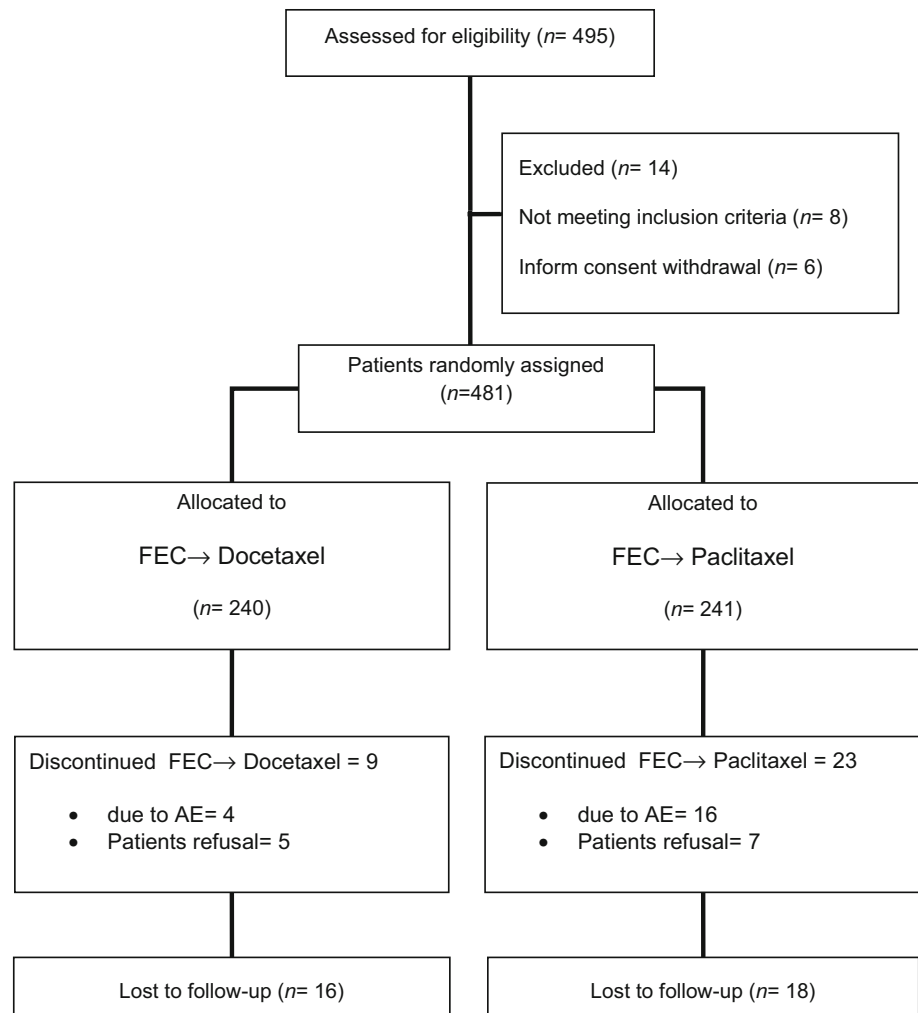 Assessed for eligibility (n= 495)
Excluded (n= 14)
Not meeting inclusion criteria (n= 8)
Inform consent withdrawal (n= 6)
Patients randomly assigned
(n=481)
Allocated to
FEC→ Docetaxel
(n= 240)
Allocated to
FEC→ Paclitaxel
(n= 241)
Discontinued FEC→ Docetaxel = 9
• due to AE= 4
• Patients refusal= 5
Discontinued FEC→ Paclitaxel = 23
• due to AE= 16
• Patients refusal= 7
Lost to follow-up (n= 16)
Lost to follow-up (n= 18)